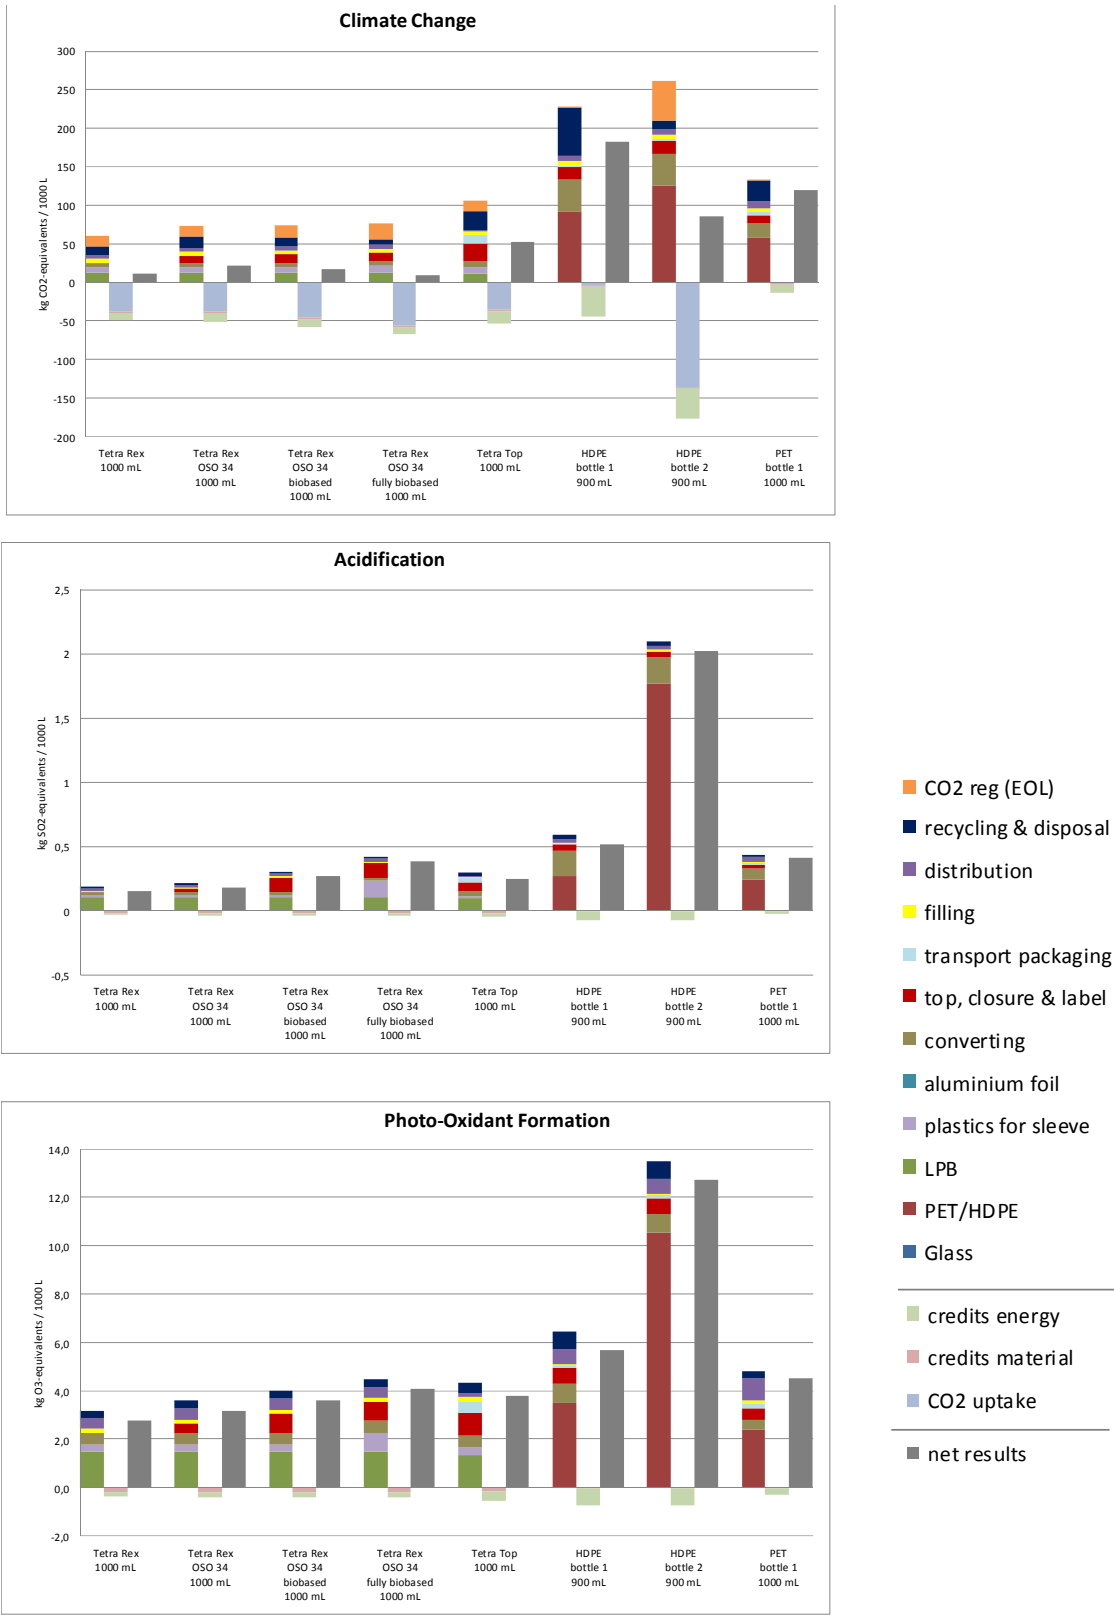 Climate Change
kg CO2-equivalents / 1000 L
300
250
200
150
100
50
0
-50
-100
-150
-200
Tetra Rex
1000 mL
Tetra Rex
OSO 34
1000 mL
Tetra Rex
OSO 34
biobased
1000 mL
Tetra Rex
OSO 34
fully biobased
1000 mL
Tetra Top
1000 mL
HDPE
bottle 1
900 mL
HDPE
bottle 2
900 mL
PET
bottle 1
1000 mL
Acidification
kg SO2-equivalents / 1000 L
2,5
2
1,5
1
0,5
0
-0,5
Tetra Rex
1000 mL
Tetra Rex
OSO 34
1000 mL
Tetra Rex
OSO 34
biobased
1000 mL
Tetra Rex
OSO 34
fully biobased
1000 mL
Tetra Top
1000 mL
HDPE
bottle 1
900 mL
HDPE
bottle 2
900 mL
PET
bottle 1
1000 mL
Photo-Oxidant Formation
kg O3-equivalents / 1000 L
14,0
12,0
10,0
8,0
6,0
4,0
2,0
0,0
-2,0
Tetra Rex
1000 mL
Tetra Rex
OSO 34
1000 mL
Tetra Rex
OSO 34
biobased
1000 mL
Tetra Rex
OSO 34
fully biobased
1000 mL
Tetra Top
1000 mL
HDPE
bottle 1
900 mL
HDPE
bottle 2
900 mL
PET
bottle 1
1000 mL
CO2 reg (EOL)
recycling & disposal
distribution
filling
transport packaging
top, closure & label
converting
aluminium foil
plastics for sleeve
LPB
PET/HDPE
Glass
credits energy
credits material
CO2 uptake
net results